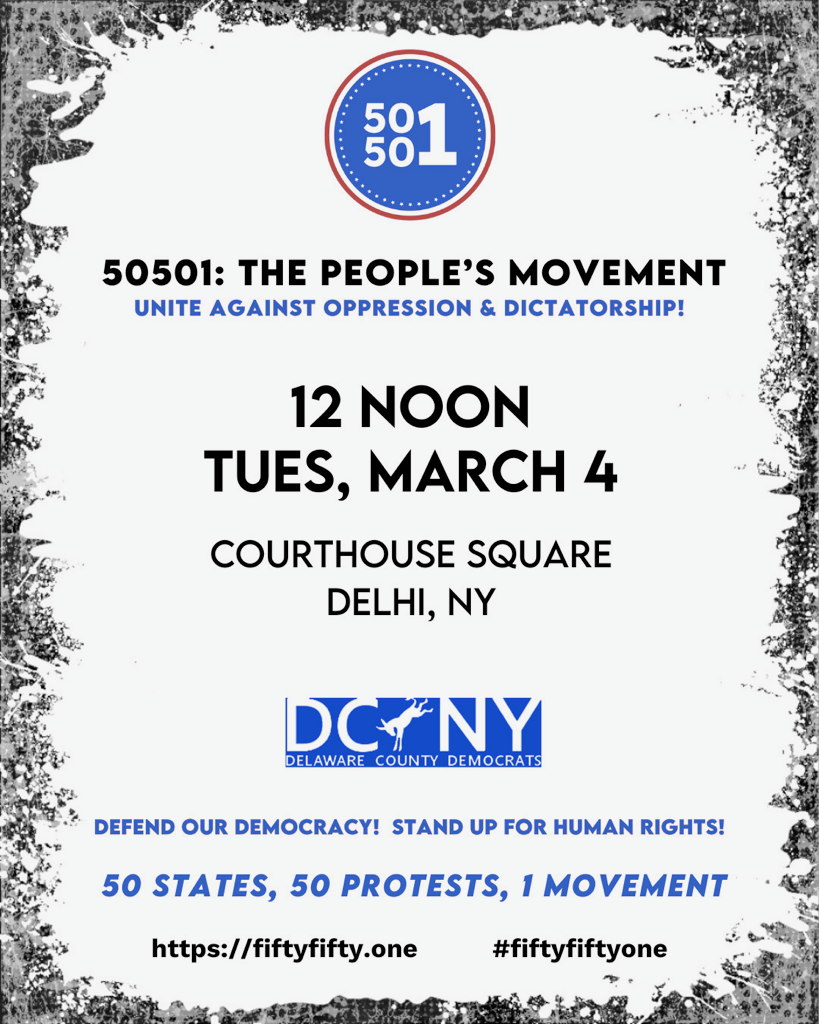 50
50 1
50501: THE PEOPLE'S MOVEMENT
UNITE AGAINST OPPRESSION & DICTATORSHIP!
12 NOON
TUES, MARCH 4
COURTHOUSE SQUARE
DELHI, NY
DC NY
DELAWARE COUNTY DEMOCRATS
DEFEND OUR DEMOCRACY! STAND UP FOR HUMAN RIGHTS!
50 STATES, 50 PROTESTS, 1 MOVEMENT
https://fiftyfifty.one #fiftyfiftyone